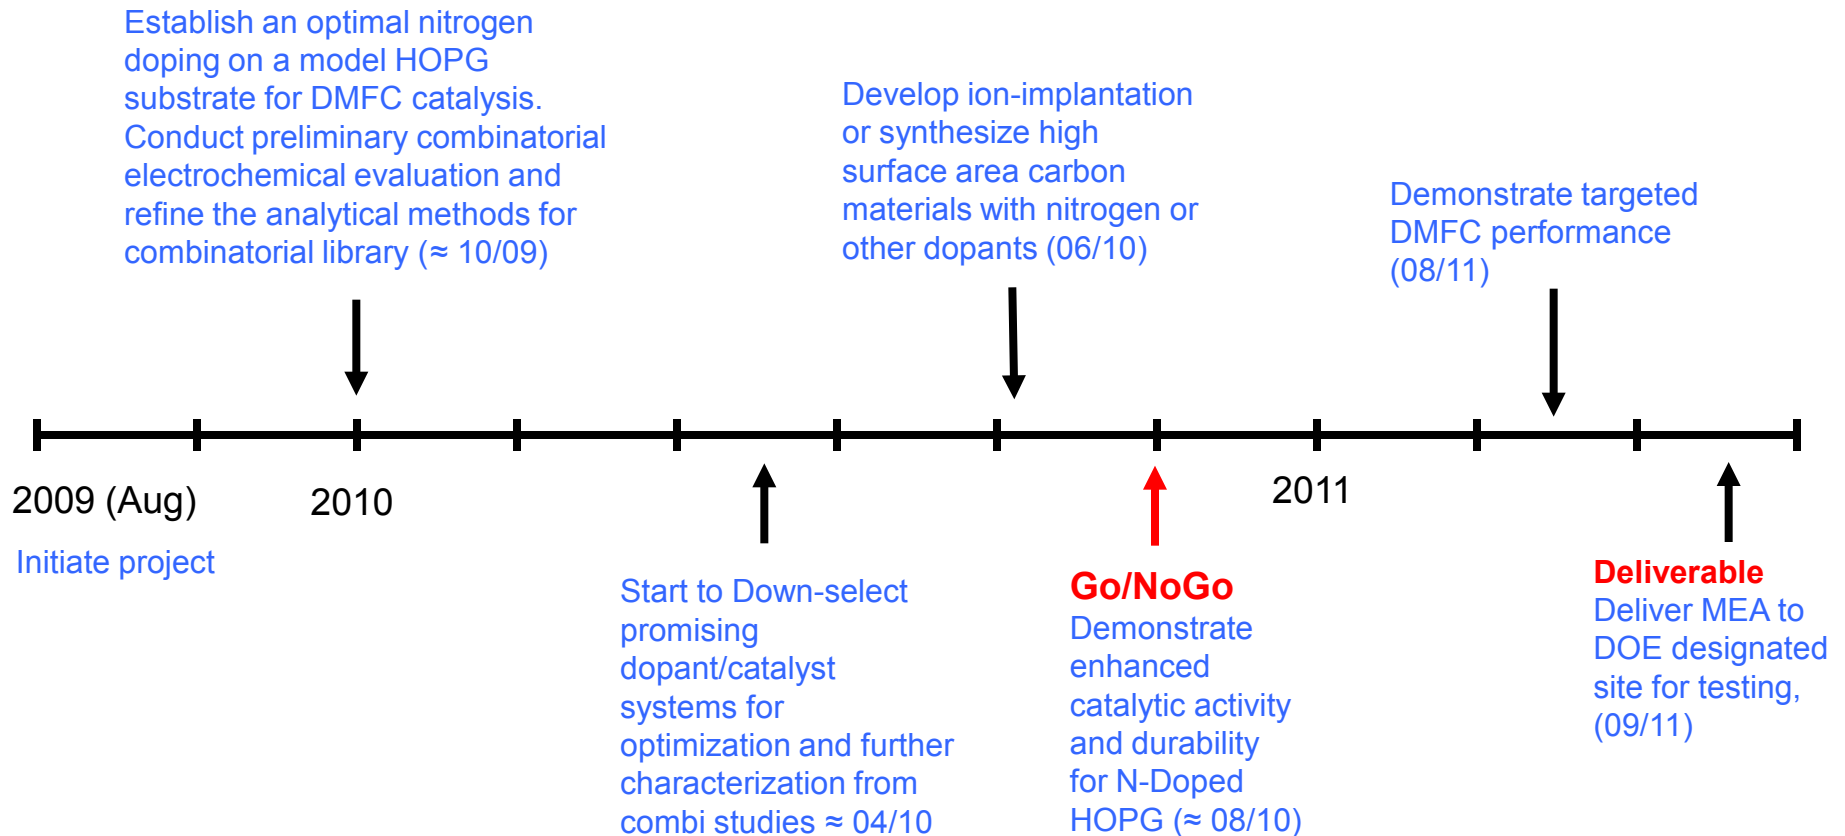 Establish an optimal nitrogen
doping on a model HOPG
substrate for DMFC catalysis.
Conduct preliminary combinatorial
electrochemical evaluation and
refine the analytical methods for
combinatorial library (≈ 10/09)
Develop ion-implantation
or synthesize high
surface area carbon
materials with nitrogen or
other dopants (06/10)
Demonstrate targeted
DMFC performance
(08/11)
2009 (Aug)
2010
2011
Initiate project
Start to Down-select
promising
dopant/catalyst
systems for
optimization and further
characterization from
combi studies ≈ 04/10
Go/NoGo
Demonstrate
enhanced
catalytic activity
and durability
for N-Doped
HOPG (≈ 08/10)
Deliverable
Deliver MEA to
DOE designated
site for testing,
(09/11)